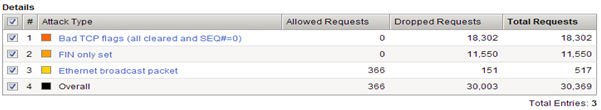 Details
# Attack Type Allowed Requests Dropped Requests Total Requests
1 Bad TCP flags (all cleared and SEQ#=0) 0 18,302 18,302
2 FIN only set 0 11,550 11,550
3 Ethernet broadcast packet 366 151 517
4 Overall 366 30,003 30,369
Total Entries: 3